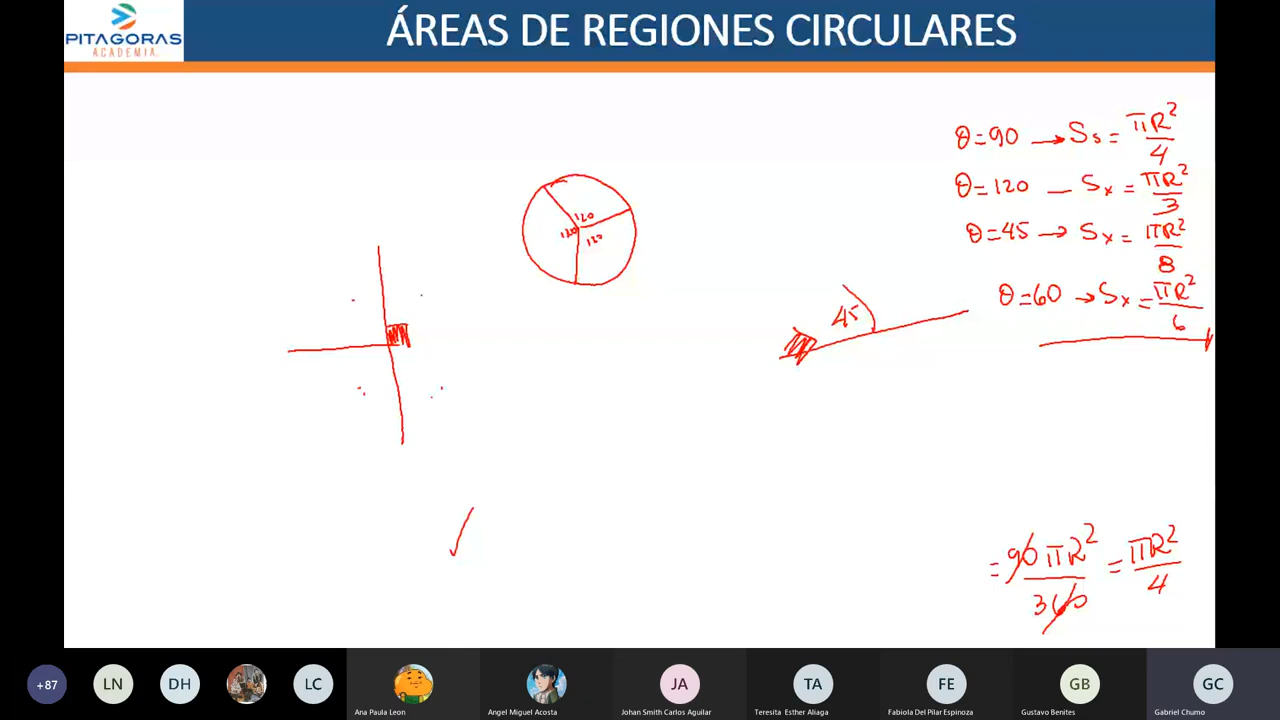 PITAGORAS
ACADEMIA
ÁREAS DE REGIONES CIRCULARES
θ=90 → Ss = πR²/4
θ=120 — Sx = πR²/3
θ=45 → Sx = πR²/8
θ=60 → Sx = πR²/6
120
120
120
45
= 90πR²/360 = πR²/4
+87
LN
DH
LC
Ana Paula Leon
Angel Miguel Acosta
JA
Johan Smith Carlos Aguilar
TA
Teresita Esther Aliaga
FE
Fabiola Del Pilar Espinoza
GB
Gustavo Benites
GC
Gabriel Chumo